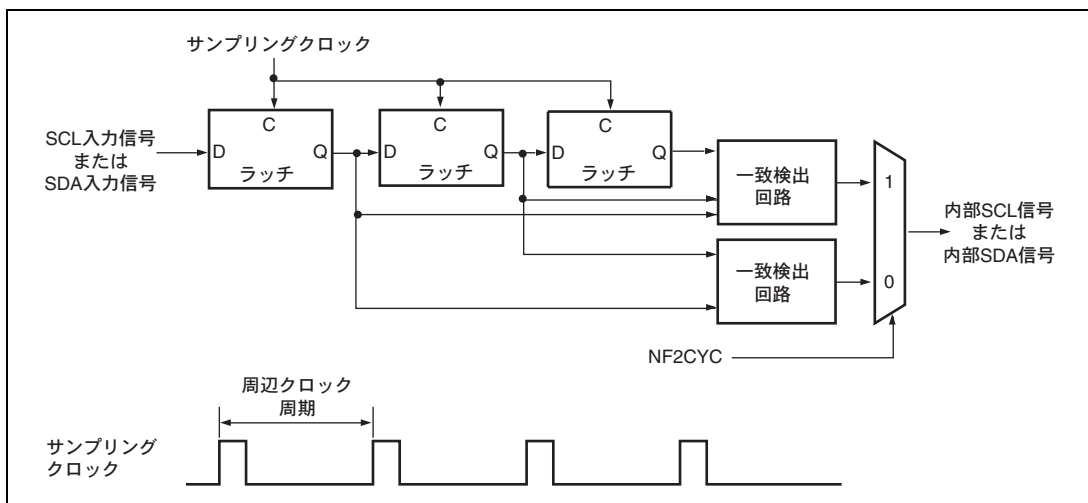 サンプリングクロック
SCL入力信号
または
SDA入力信号
C
D
Q
ラッチ
C
D
Q
ラッチ
C
D
Q
ラッチ
一致検出
回路
一致検出
回路
1
0
内部SCL信号
または
内部SDA信号
NF2CYC
周辺クロック
周期
サンプリング
クロック